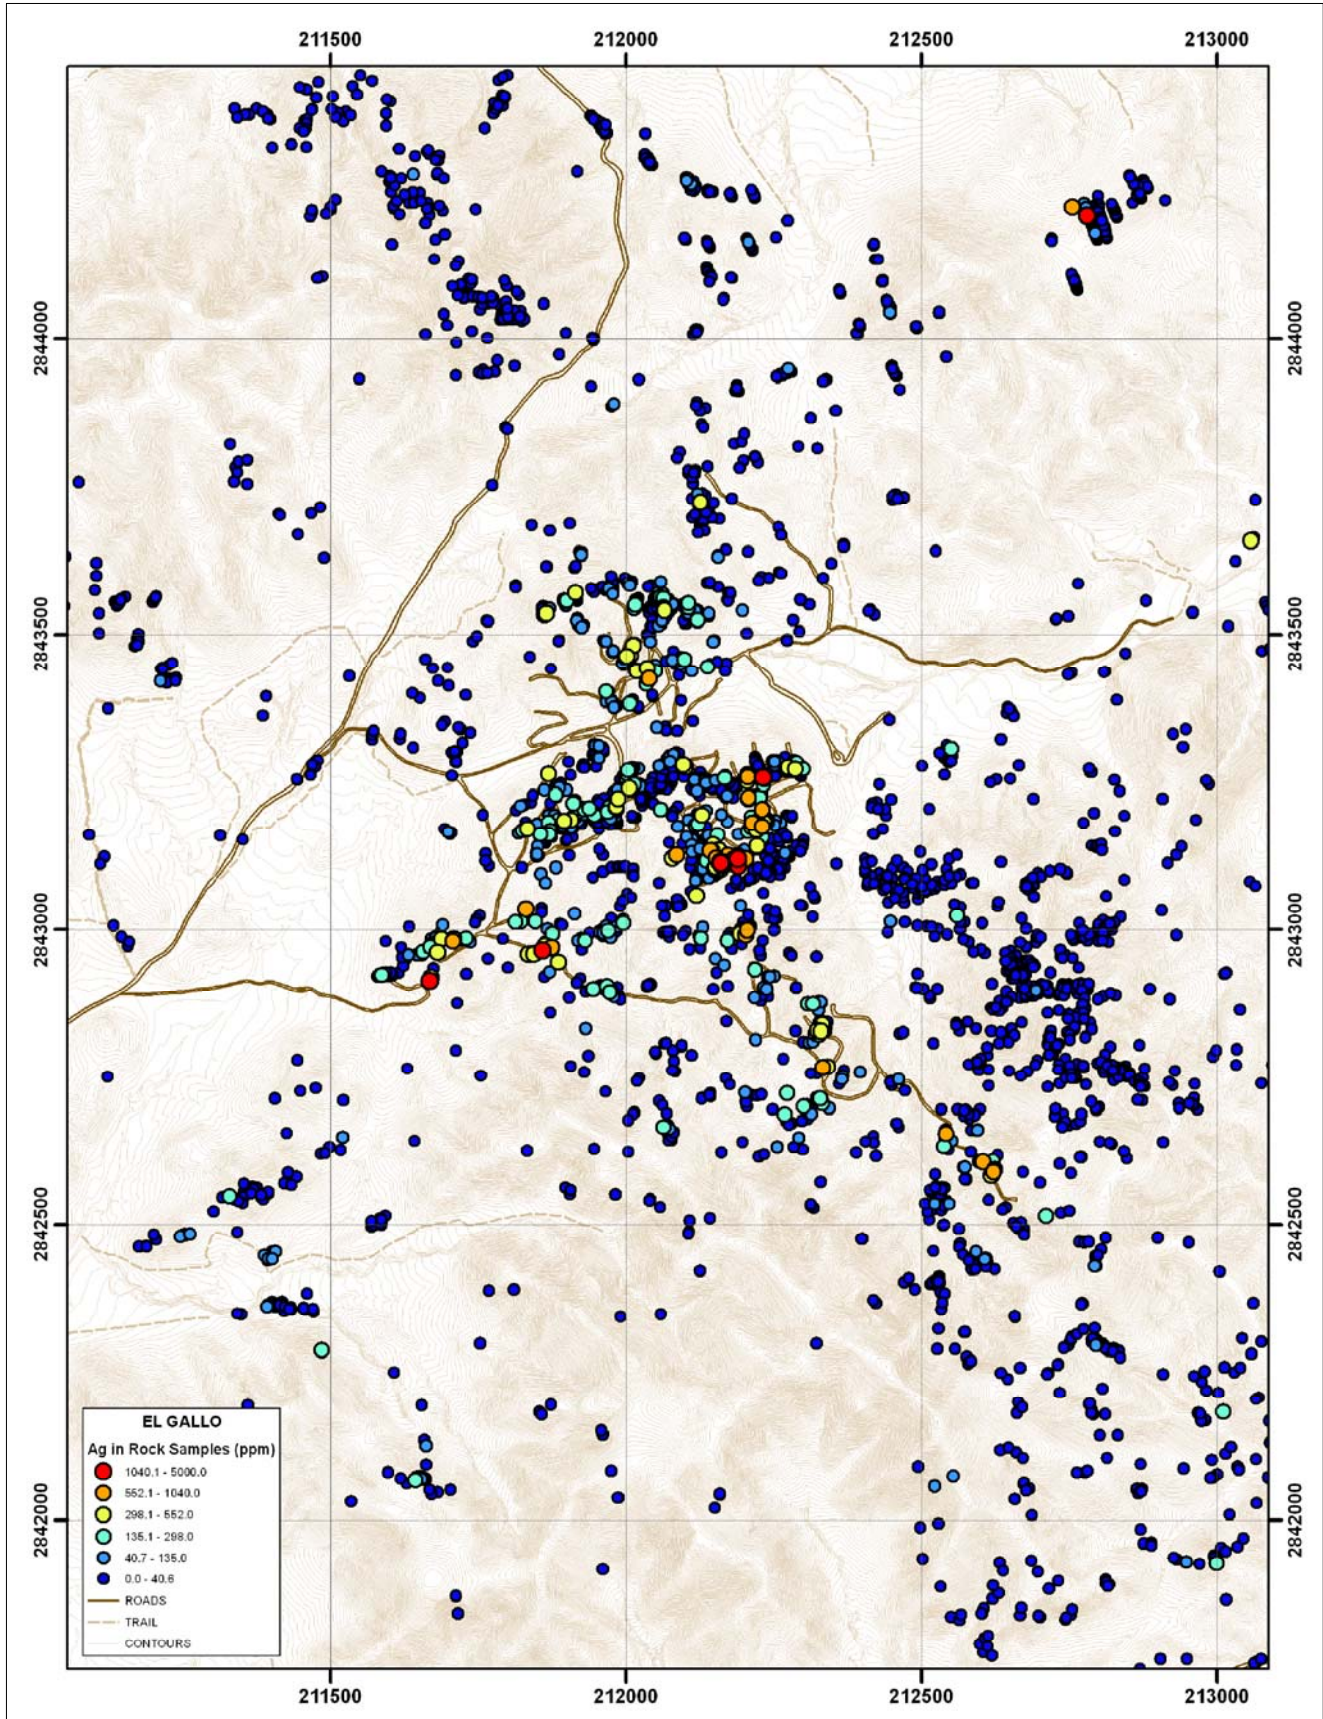 211500 212000 212500 213000
2844000 2844000
2843500 2843500
2843000 2843000
2842500 2842500
2842000 2842000
EL GALLO
Ag in Rock Samples (ppm)
1040.1 - 5000.0
552.1 - 1040.0
298.1 - 552.0
135.1 - 298.0
40.7 - 135.0
0.0 - 40.6
ROADS
TRAIL
CONTOURS
211500 212000 212500 213000